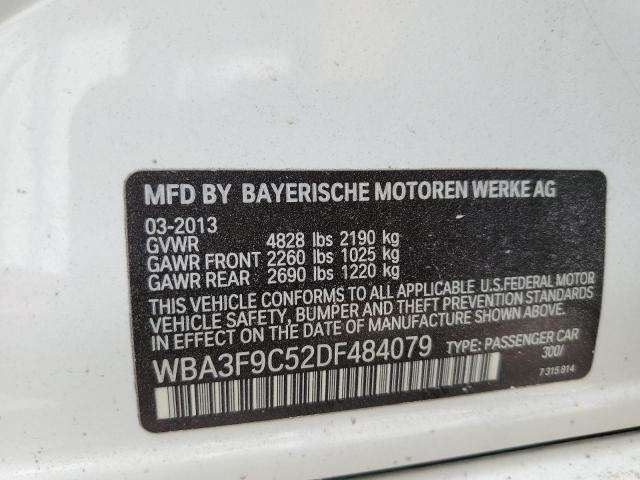 MFD BY BAYERISCHE MOTOREN WERKE AG
03-2013
GVWR 4828 lbs 2190 kg
GAWR FRONT 2260 lbs 1025 kg
GAWR REAR 2690 lbs 1220 kg
THIS VEHICLE CONFORMS TO ALL APPLICABLE U.S.FEDERAL MOTOR
VEHICLE SAFETY, BUMPER AND THEFT PREVENTION STANDARDS
IN EFFECT ON THE DATE OF MANUFACTURE SHOWN ABOVE.
WBA3F9C52DF484079 TYPE: PASSENGER CAR
300/
7 315 814